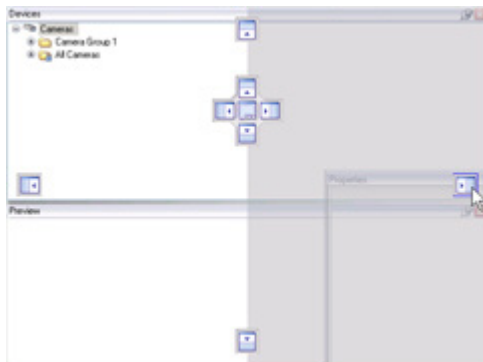 Devices
Cameras
Camera Group 1
All Cameras
Properties
Preview